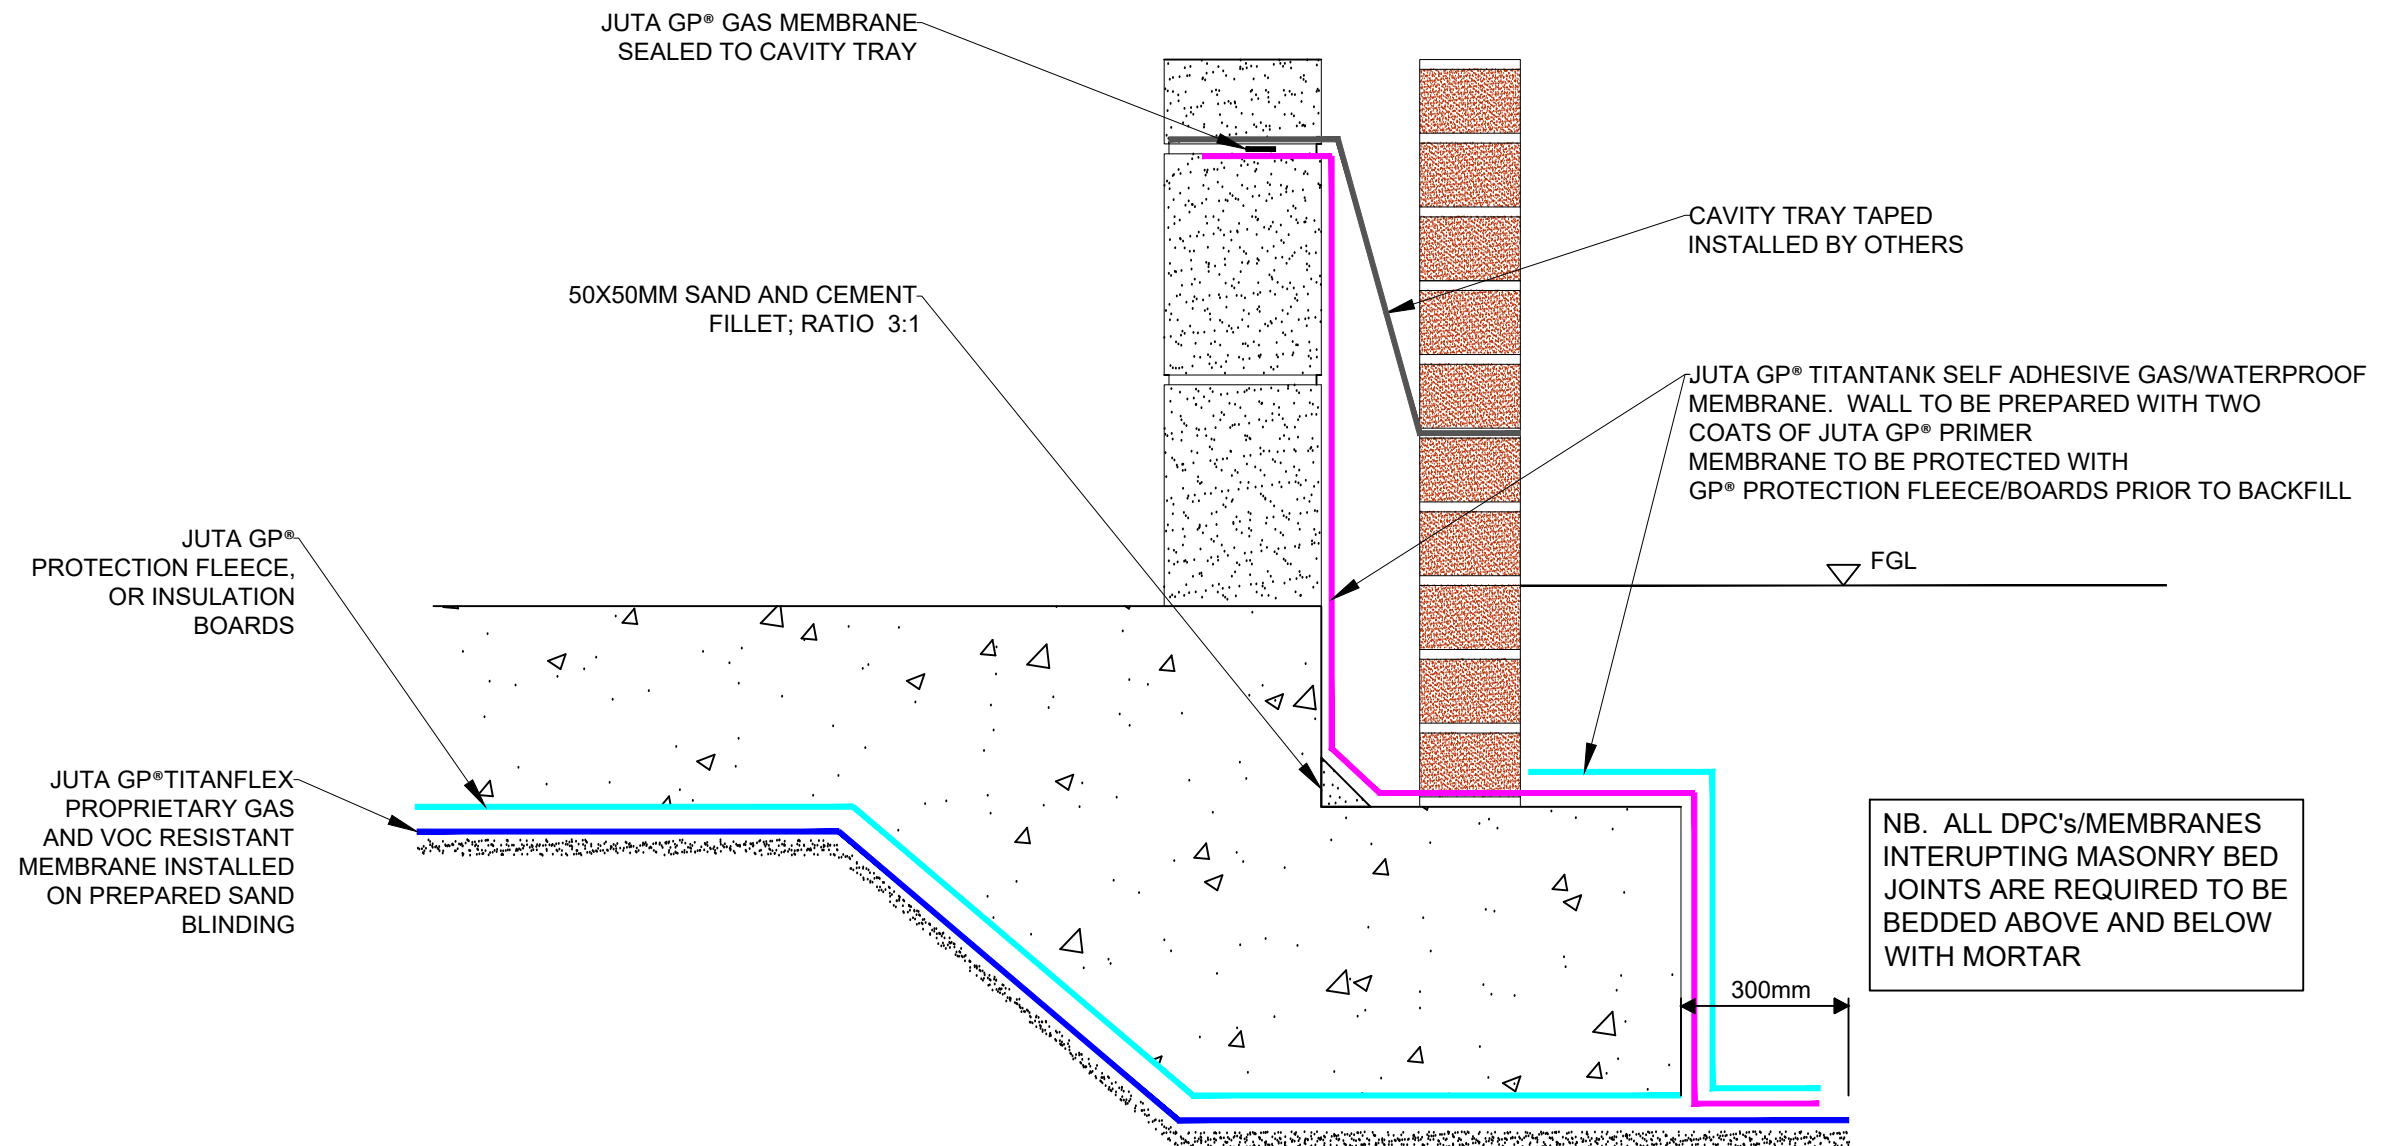 JUTA GP® GAS MEMBRANE
SEALED TO CAVITY TRAY
CAVITY TRAY TAPED
INSTALLED BY OTHERS
50X50MM SAND AND CEMENT
FILLET; RATIO 3:1
JUTA GP® TITANTANK SELF ADHESIVE GAS/WATERPROOF
MEMBRANE. WALL TO BE PREPARED WITH TWO
COATS OF JUTA GP® PRIMER
MEMBRANE TO BE PROTECTED WITH
GP® PROTECTION FLEECE/BOARDS PRIOR TO BACKFILL
JUTA GP®
PROTECTION FLEECE,
OR INSULATION
BOARDS
FGL
JUTA GP®TITANFLEX
PROPRIETARY GAS
AND VOC RESISTANT
MEMBRANE INSTALLED
ON PREPARED SAND
BLINDING
NB. ALL DPC's/MEMBRANES
INTERUPTING MASONRY BED
JOINTS ARE REQUIRED TO BE
BEDDED ABOVE AND BELOW
WITH MORTAR
300mm